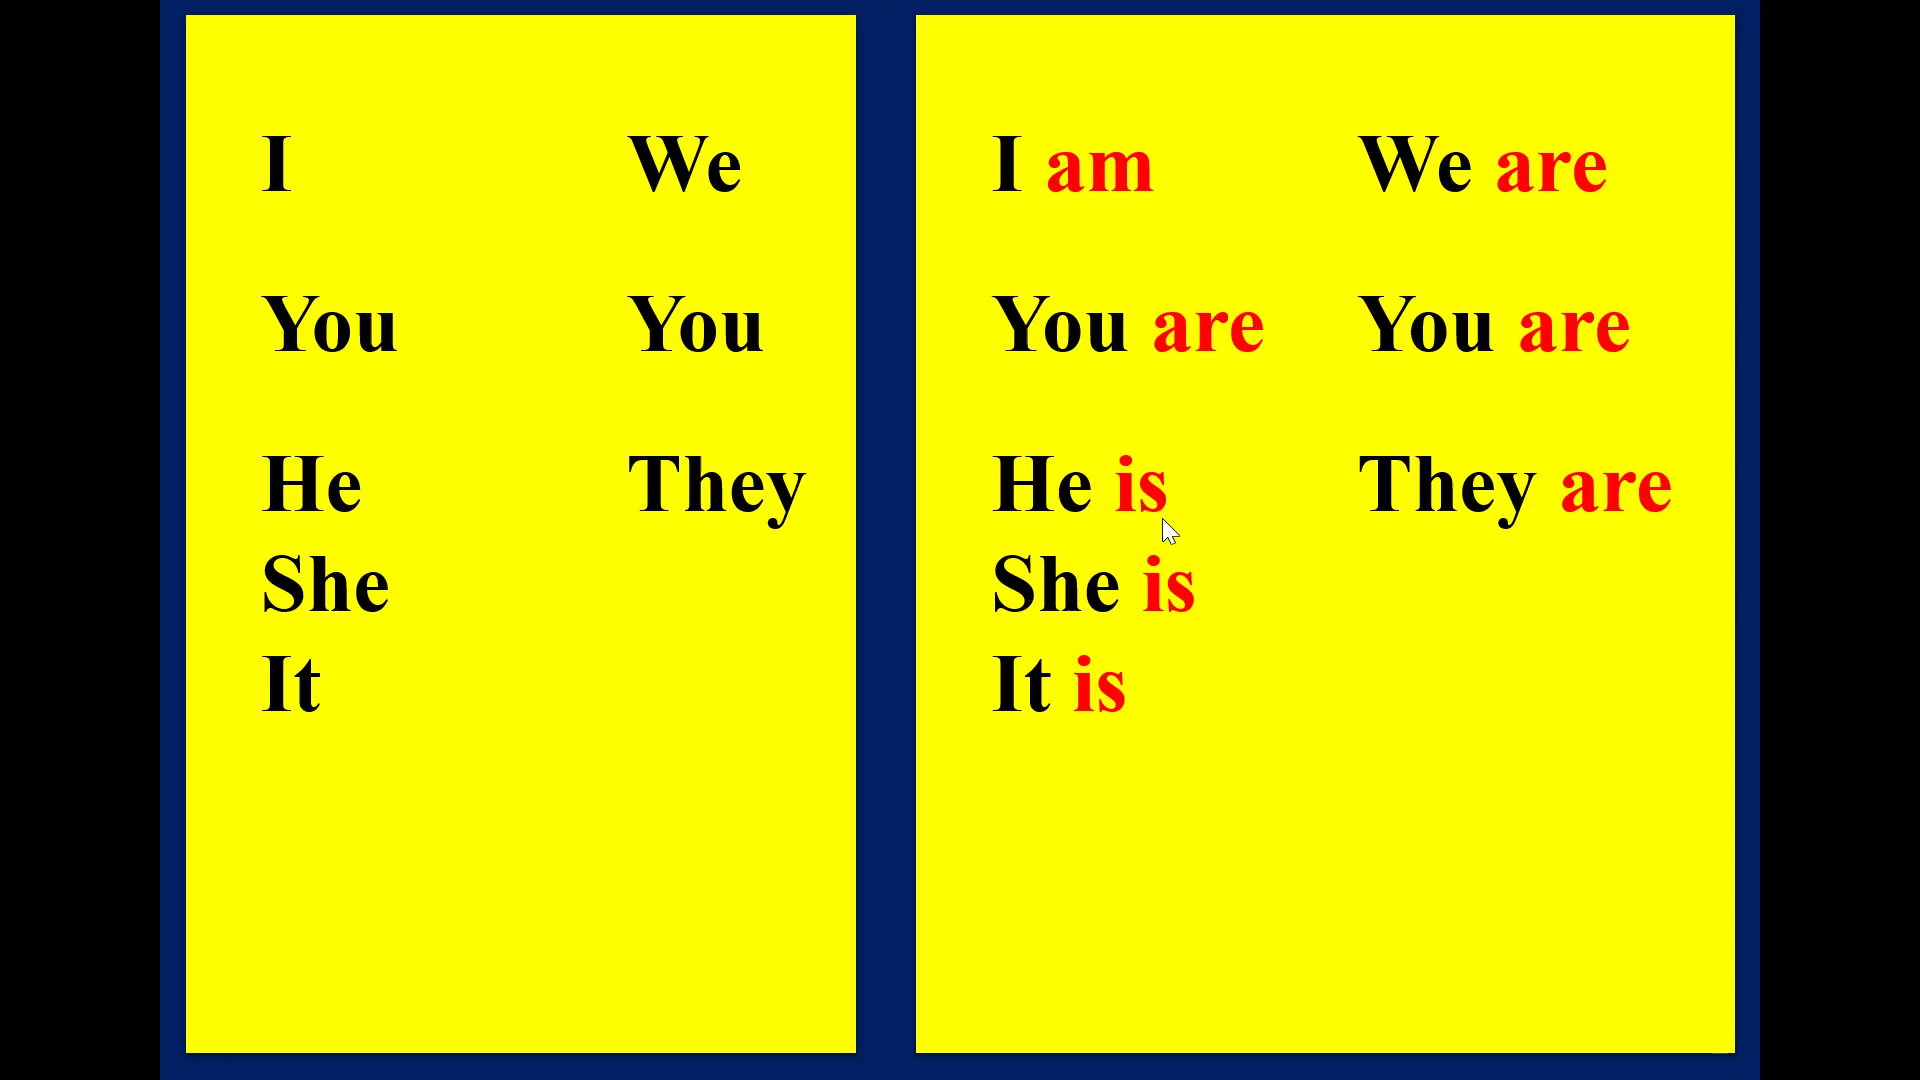 I We
You You
He They
She
It
I am We are
You are You are
He is They are
She is
It is